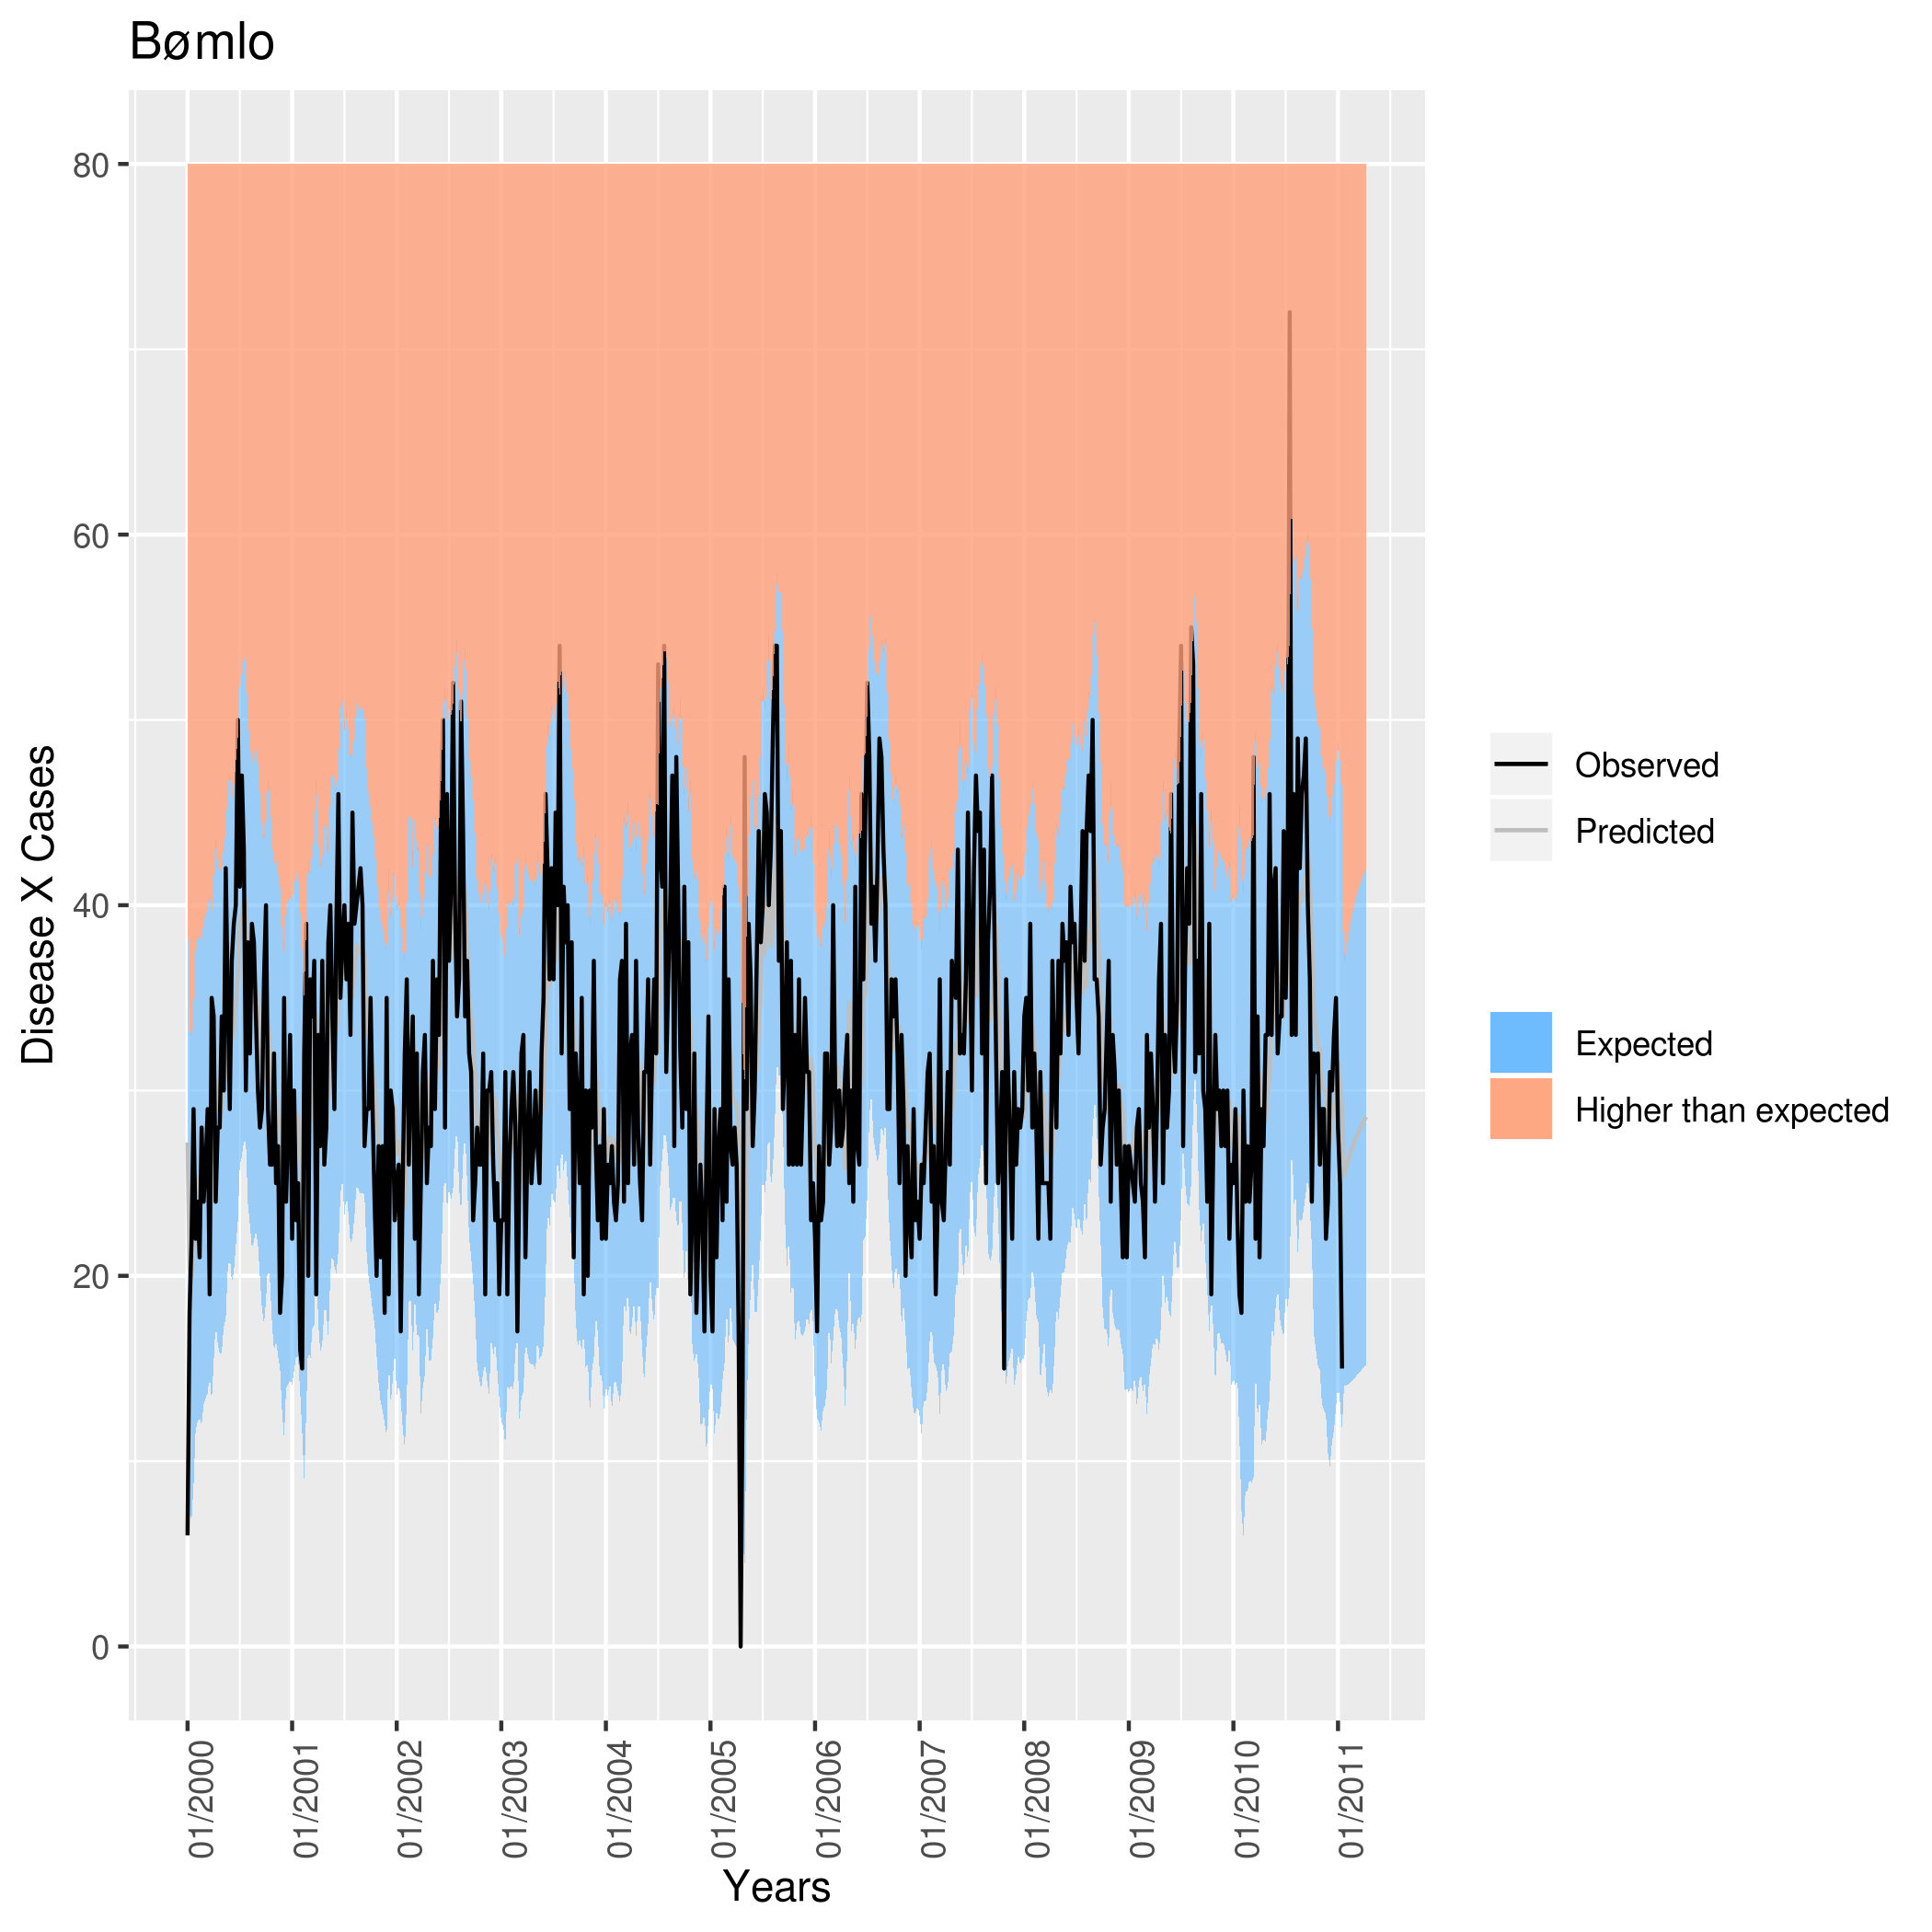 Bømlo
80
60
40
20
0
Disease X Cases
01/2000
01/2001
01/2002
01/2003
01/2004
01/2005
01/2006
01/2007
01/2008
01/2009
01/2010
01/2011
Years
Observed
Predicted
Expected
Higher than expected